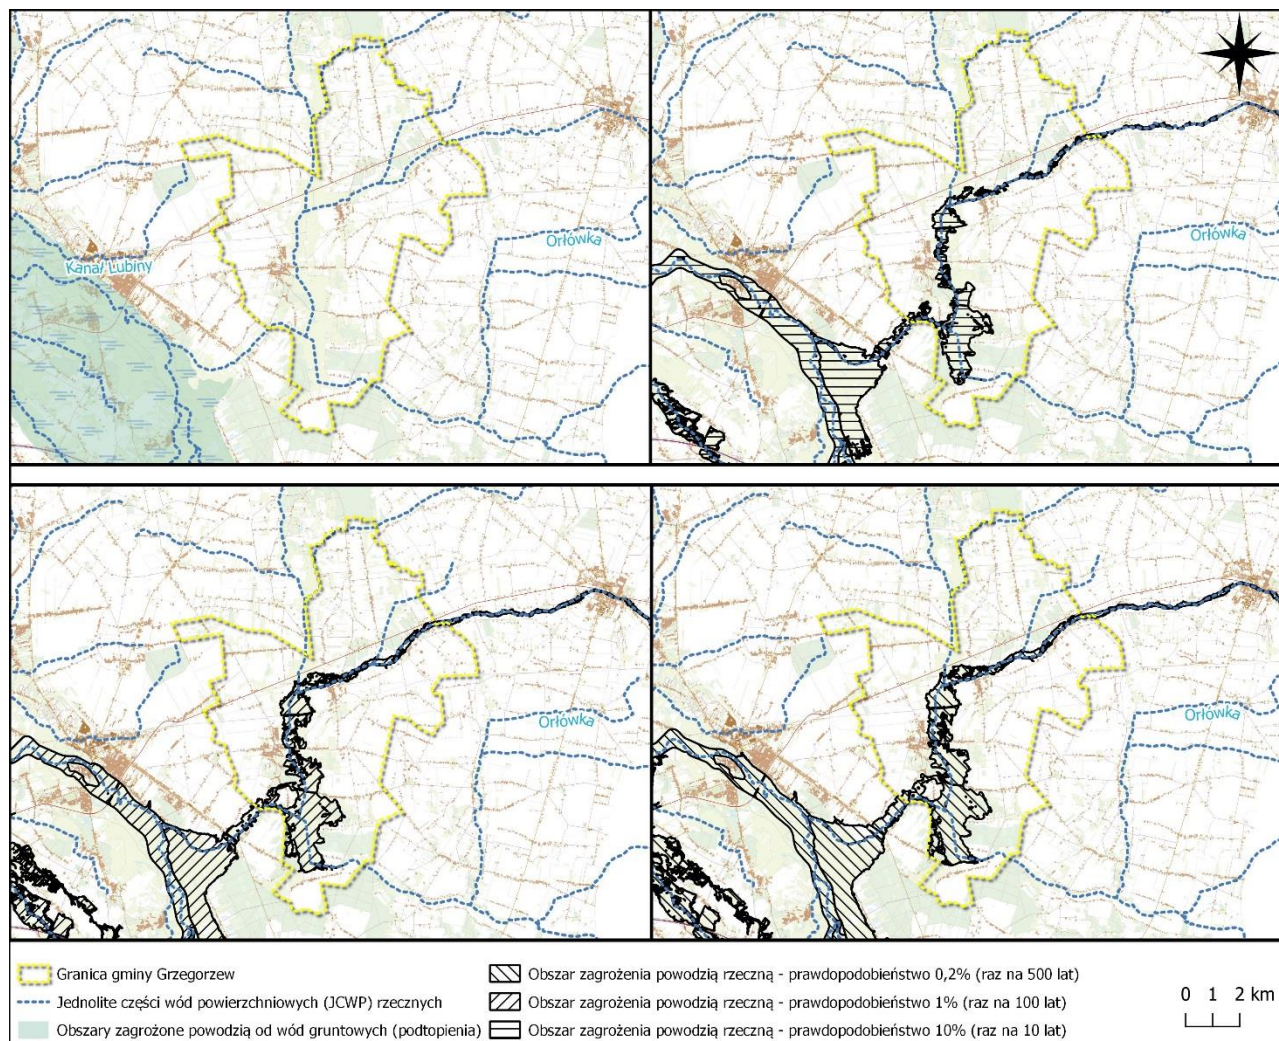 Orłówka
Kanał Lubiny
Orłówka
Orłówka
Orłówka
Granica gminy Grzegorzew
Jednolite części wód powierzchniowych (JCWP) rzecznych
Obszary zagrożone powodzią od wód gruntowych (podtopienia)
Obszar zagrożenia powodzią rzeczną - prawdopodobieństwo 0,2% (raz na 500 lat)
Obszar zagrożenia powodzią rzeczną - prawdopodobieństwo 1% (raz na 100 lat)
Obszar zagrożenia powodzią rzeczną - prawdopodobieństwo 10% (raz na 10 lat)
0 1 2 km